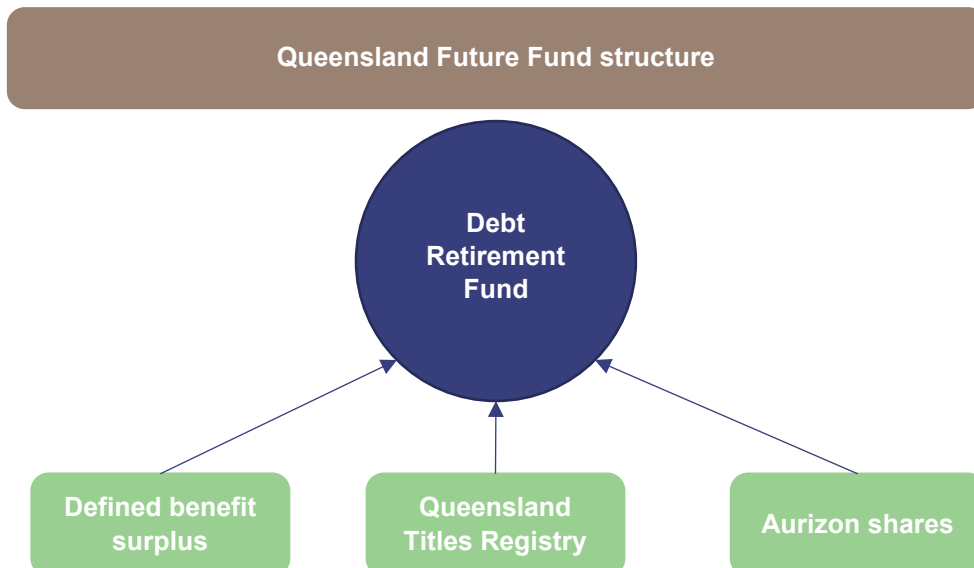 Queensland Future Fund structure
Debt
Retirement
Fund
Defined benefit
surplus
Queensland
Titles Registry
Aurizon shares